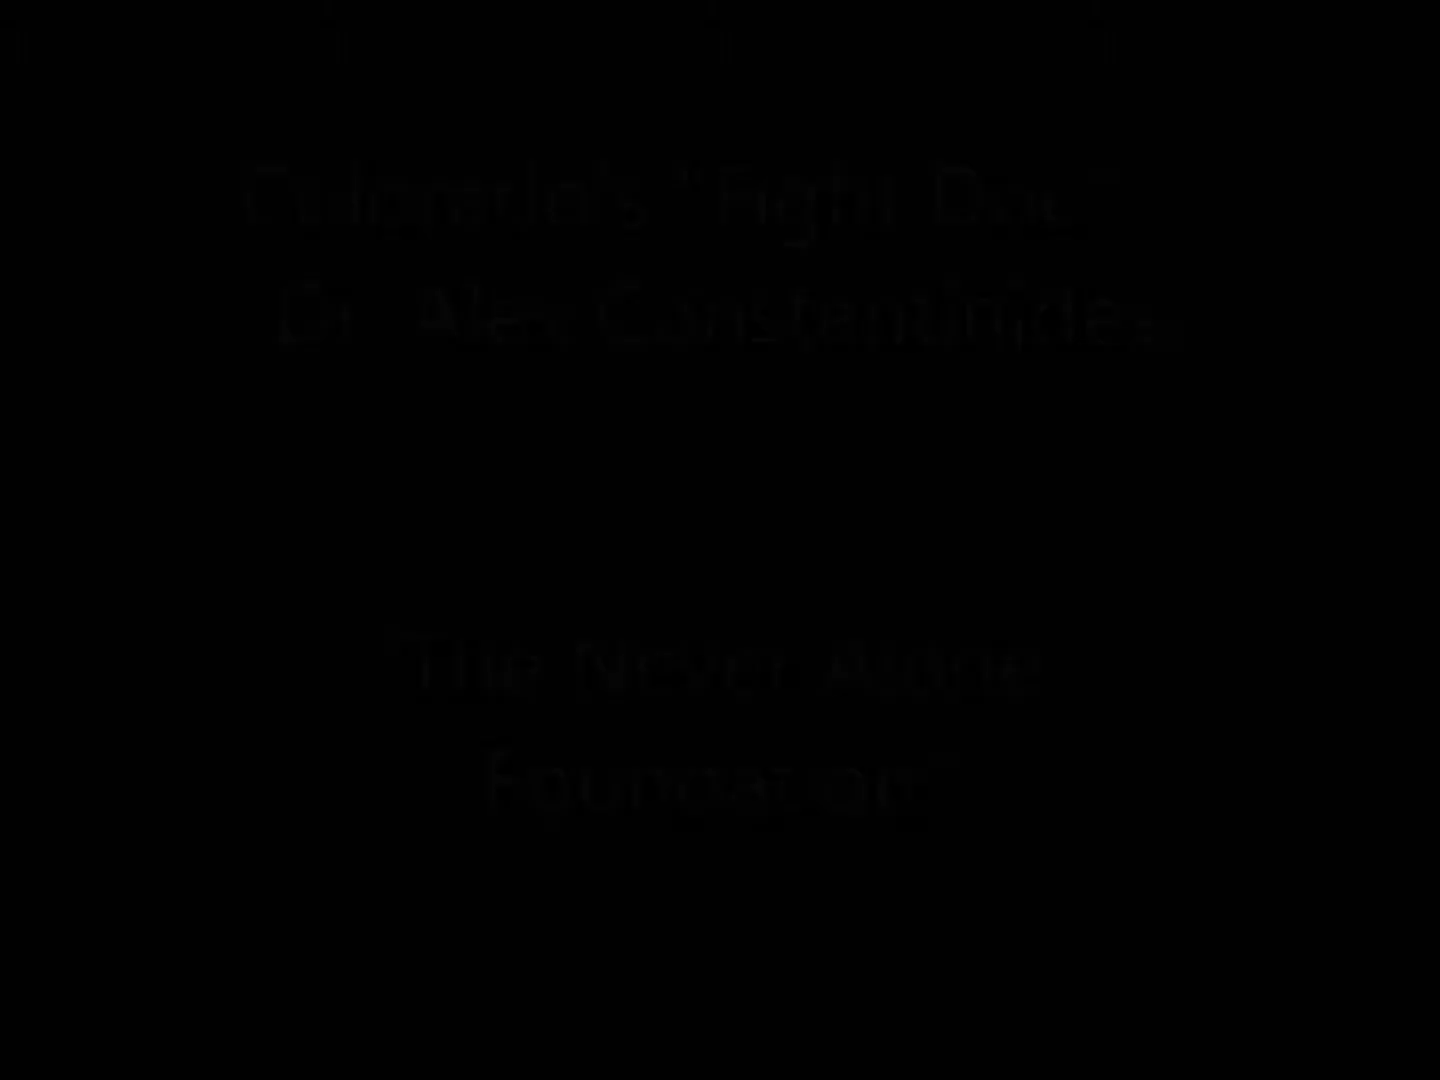 Colorado's "Fight Doc"
Dr. Alex Constantinides
"The Never Alone
Foundation"